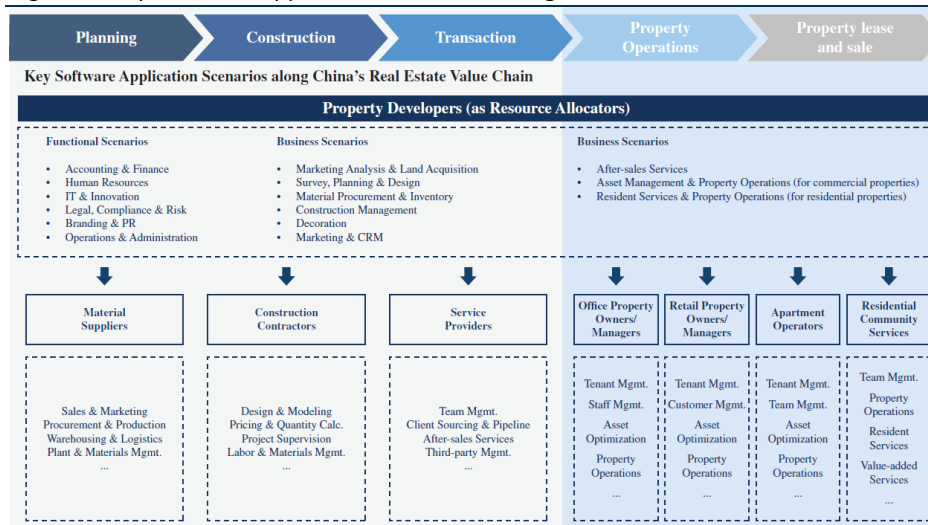 Planning
Construction
Transaction
Property
Operations
Property lease
and sale
Key Software Application Scenarios along China's Real Estate Value Chain
Property Developers (as Resource Allocators)
Functional Scenarios
• Accounting & Finance
• Human Resources
• IT & Innovation
• Legal, Compliance & Risk
• Branding & PR
• Operations & Administration
Business Scenarios
• Marketing Analysis & Land Acquisition
• Survey, Planning & Design
• Material Procurement & Inventory
• Construction Management
• Decoration
• Marketing & CRM
Business Scenarios
• After-sales Services
• Asset Management & Property Operations (for commercial properties)
• Resident Services & Property Operations (for residential properties)
Material
Suppliers
Construction
Contractors
Service
Providers
Office Property
Owners/
Managers
Retail Property
Owners/
Managers
Apartment
Operators
Residential
Community
Services
Sales & Marketing
Procurement & Production
Warehousing & Logistics
Plant & Materials Mgmt.
...
Design & Modeling
Pricing & Quantity Calc.
Project Supervision
Labor & Materials Mgmt.
...
Team Mgmt.
Client Sourcing & Pipeline
After-sales Services
Third-party Mgmt.
...
Tenant Mgmt.
Staff Mgmt.
Asset
Optimization
Property
Operations
...
Tenant Mgmt.
Customer Mgmt.
Asset
Optimization
Property
Operations
...
Tenant Mgmt.
Team Mgmt.
Asset
Optimization
Property
Operations
...
Team Mgmt.
Property
Operations
Resident
Services
Value-added
Services
...